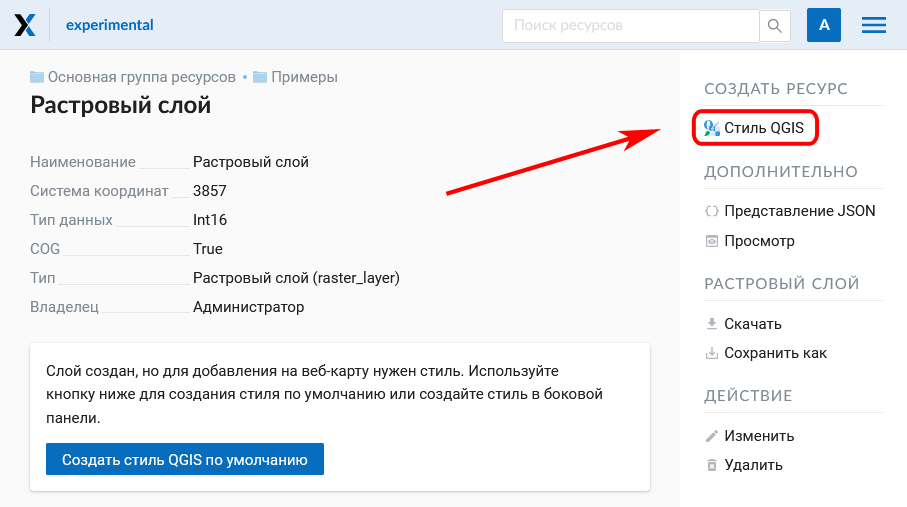 experimental
Поиск ресурсов
A
Основная группа ресурсов • Примеры
Растровый слой
Наименование Растровый слой
Система координат 3857
Тип данных Int16
COG True
Тип Растровый слой (raster_layer)
Владелец Администратор
Слой создан, но для добавления на веб-карту нужен стиль. Используйте
кнопку ниже для создания стиля по умолчанию или создайте стиль в боковой
панели.
Создать стиль QGIS по умолчанию
СОЗДАТЬ РЕСУРС
Стиль QGIS
ДОПОЛНИТЕЛЬНО
Представление JSON
Просмотр
РАСТРОВЫЙ СЛОЙ
Скачать
Сохранить как
ДЕЙСТВИЕ
Изменить
Удалить